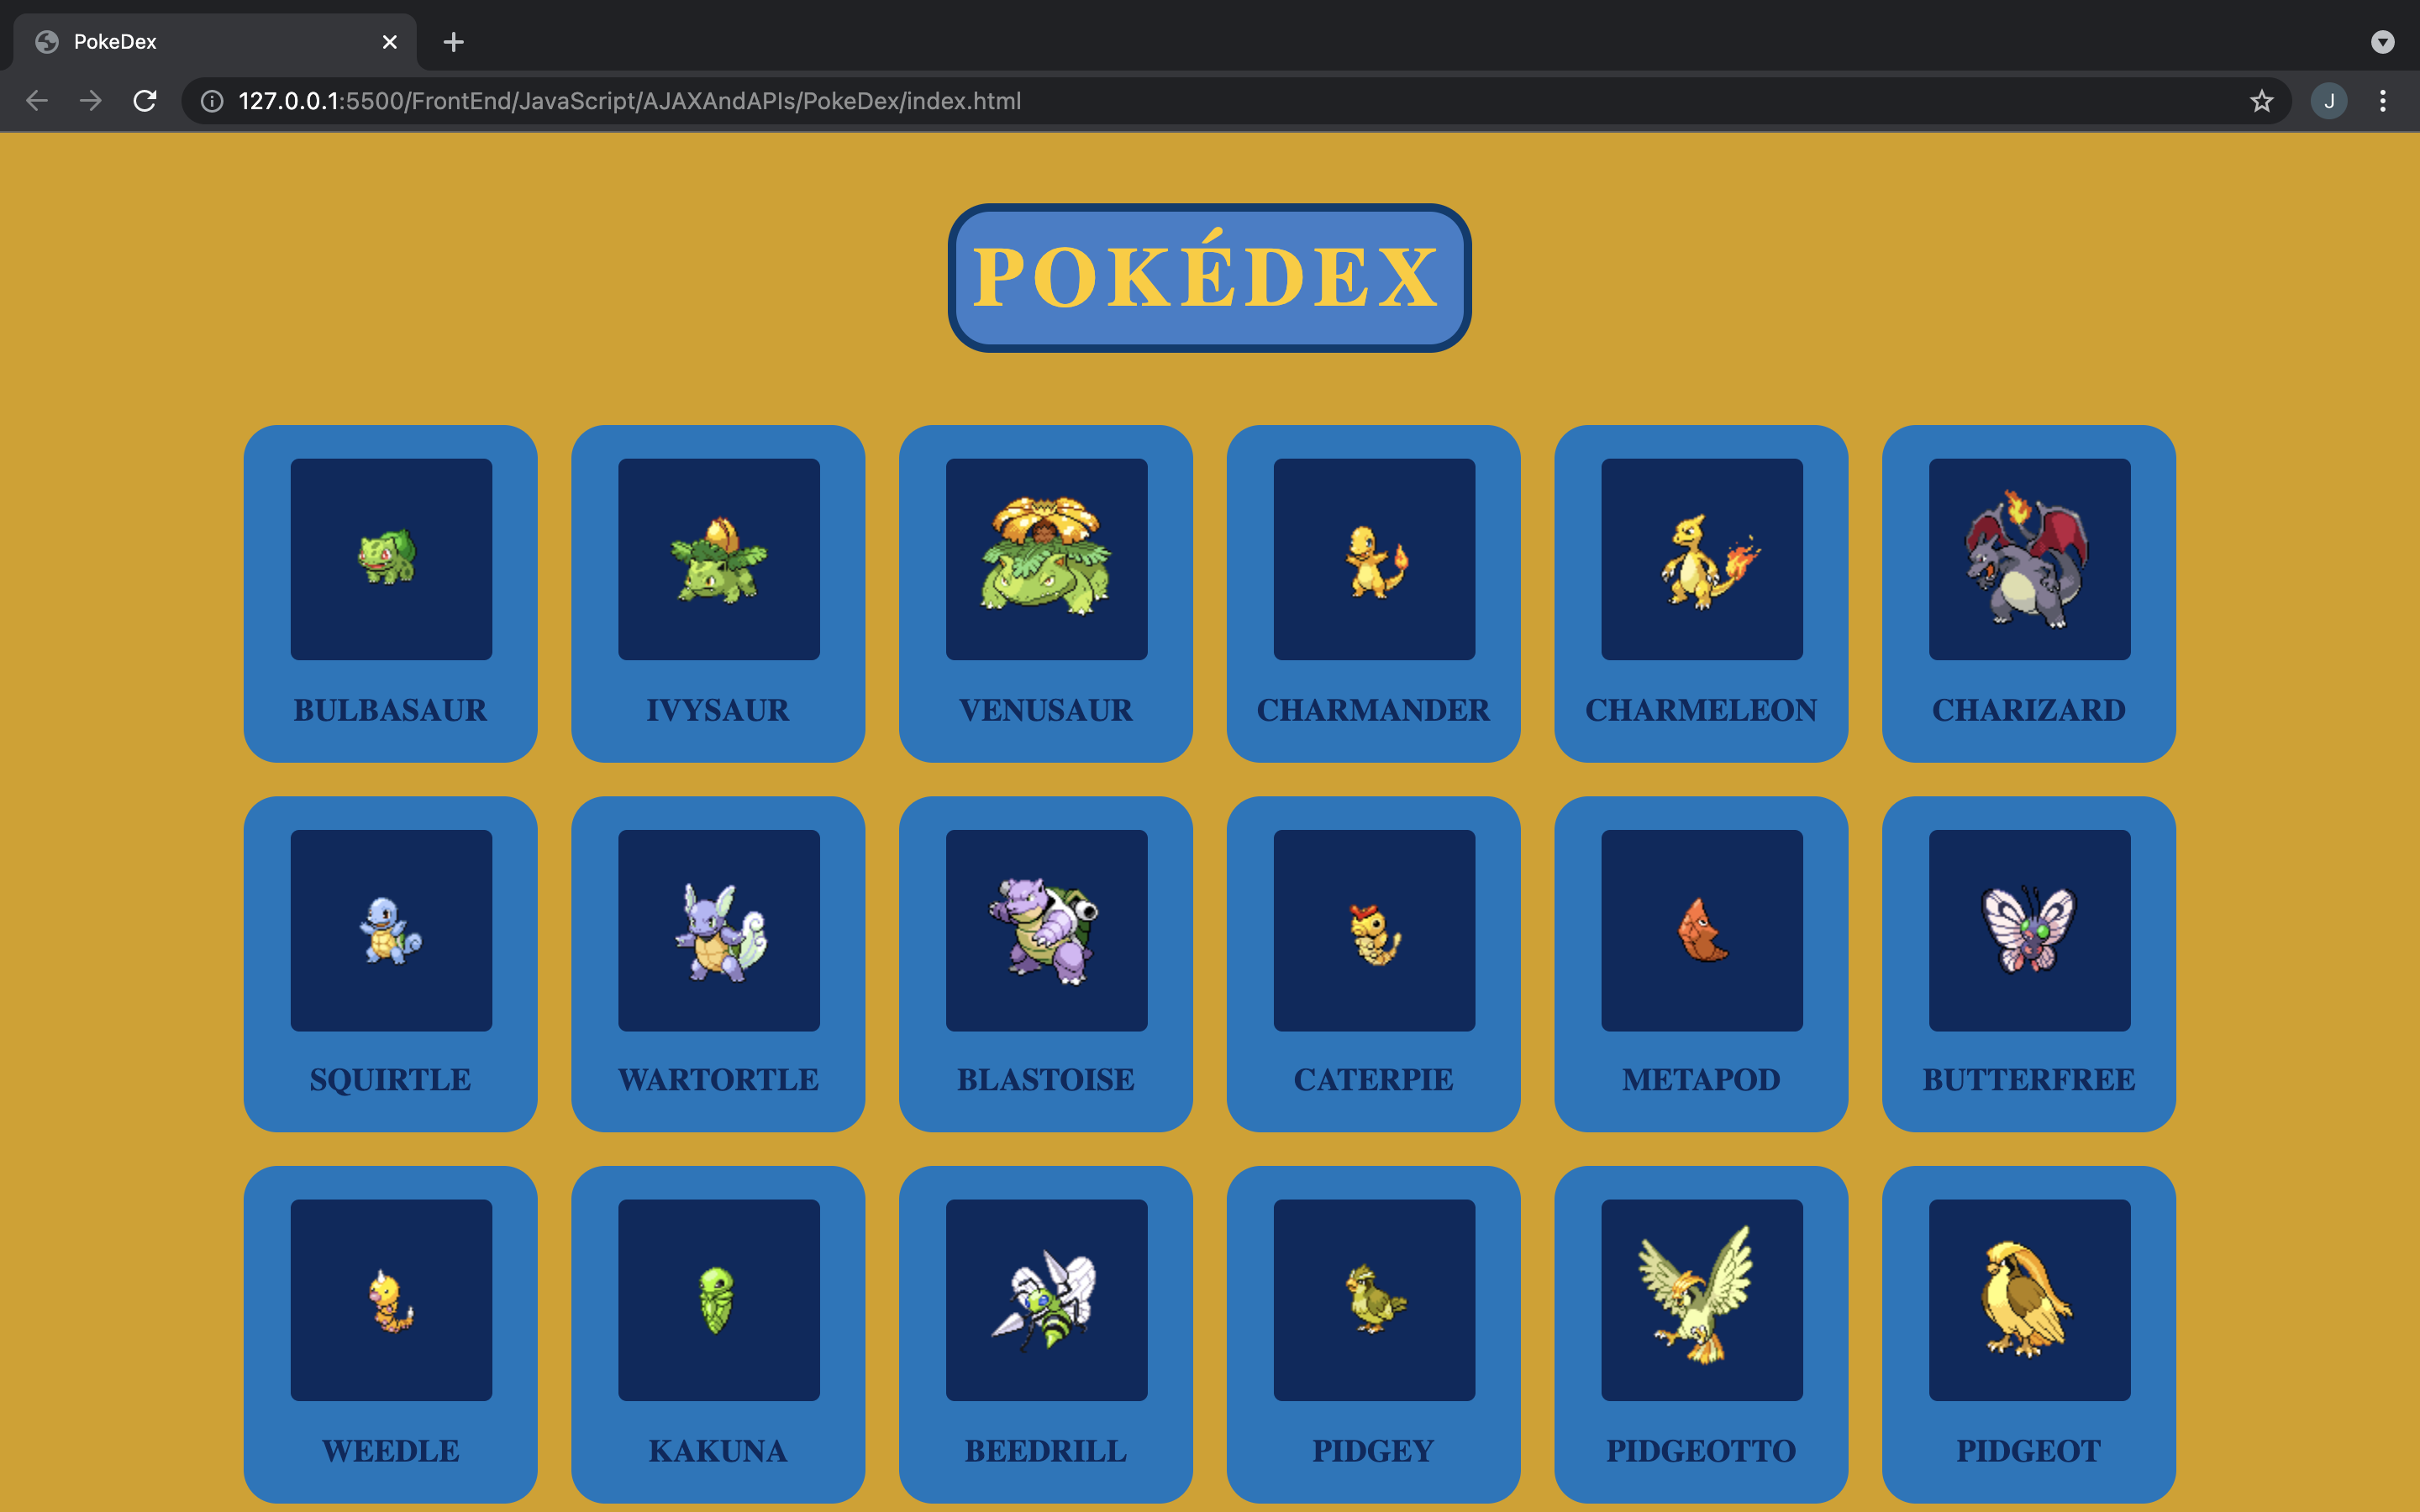 PokeDex
127.0.0.1:5500/FrontEnd/JavaScript/AJAXAndAPIs/PokeDex/index.html
J
POKÉDEX
BULBASAUR
IVYSAUR
VENUSAUR
CHARMANDER
CHARMELEON
CHARIZARD
SQUIRTLE
WARTORTLE
BLASTOISE
CATERPIE
METAPOD
BUTTERFREE
WEEDLE
KAKUNA
BEEDRILL
PIDGEY
PIDGEOTTO
PIDGEOT